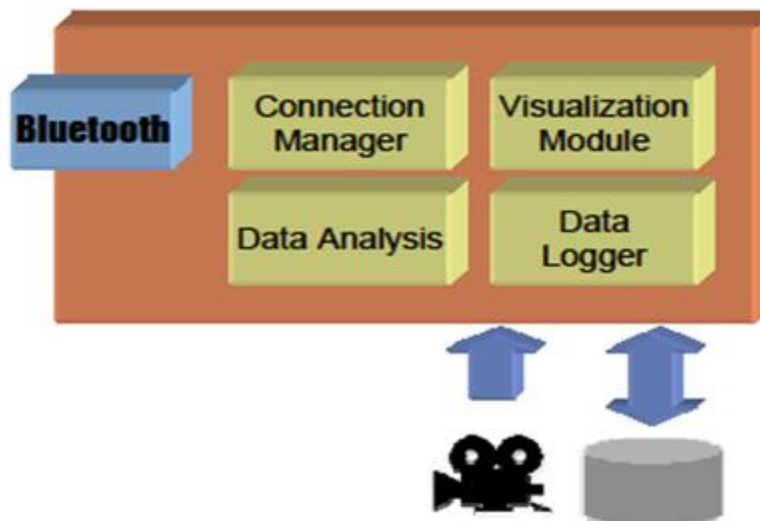 Bluetooth
Connection
Manager
Visualization
Module
Data Analysis
Data
Logger